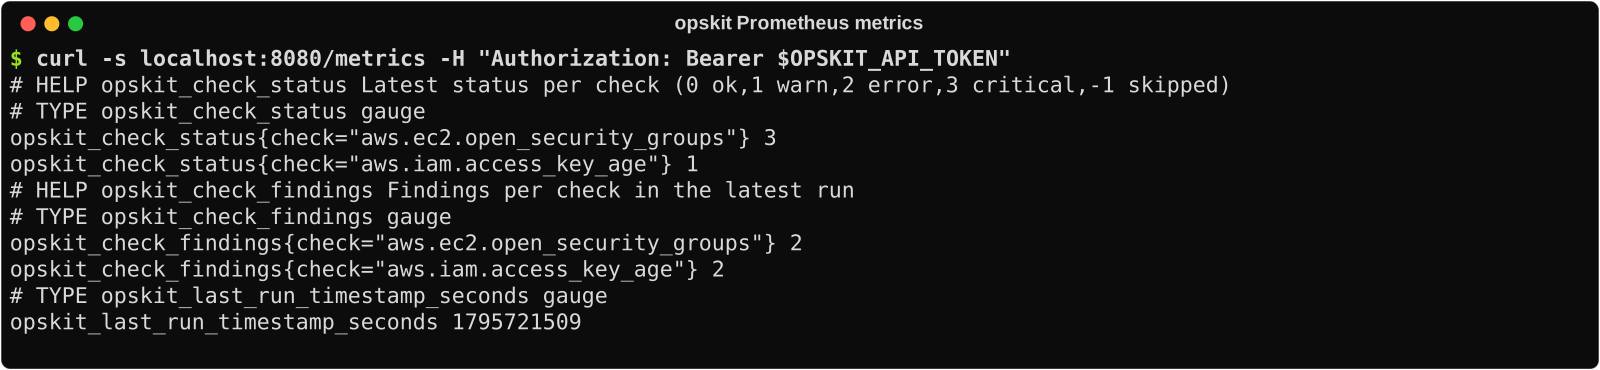 opskit Prometheus metrics
$ curl -s localhost:8080/metrics -H "Authorization: Bearer $OPSKIT_API_TOKEN"
# HELP opskit_check_status Latest status per check (0 ok,1 warn,2 error,3 critical,-1 skipped)
# TYPE opskit_check_status gauge
opskit_check_status{check="aws.ec2.open_security_groups"} 3
opskit_check_status{check="aws.iam.access_key_age"} 1
# HELP opskit_check_findings Findings per check in the latest run
# TYPE opskit_check_findings gauge
opskit_check_findings{check="aws.ec2.open_security_groups"} 2
opskit_check_findings{check="aws.iam.access_key_age"} 2
# TYPE opskit_last_run_timestamp_seconds gauge
opskit_last_run_timestamp_seconds 1795721509